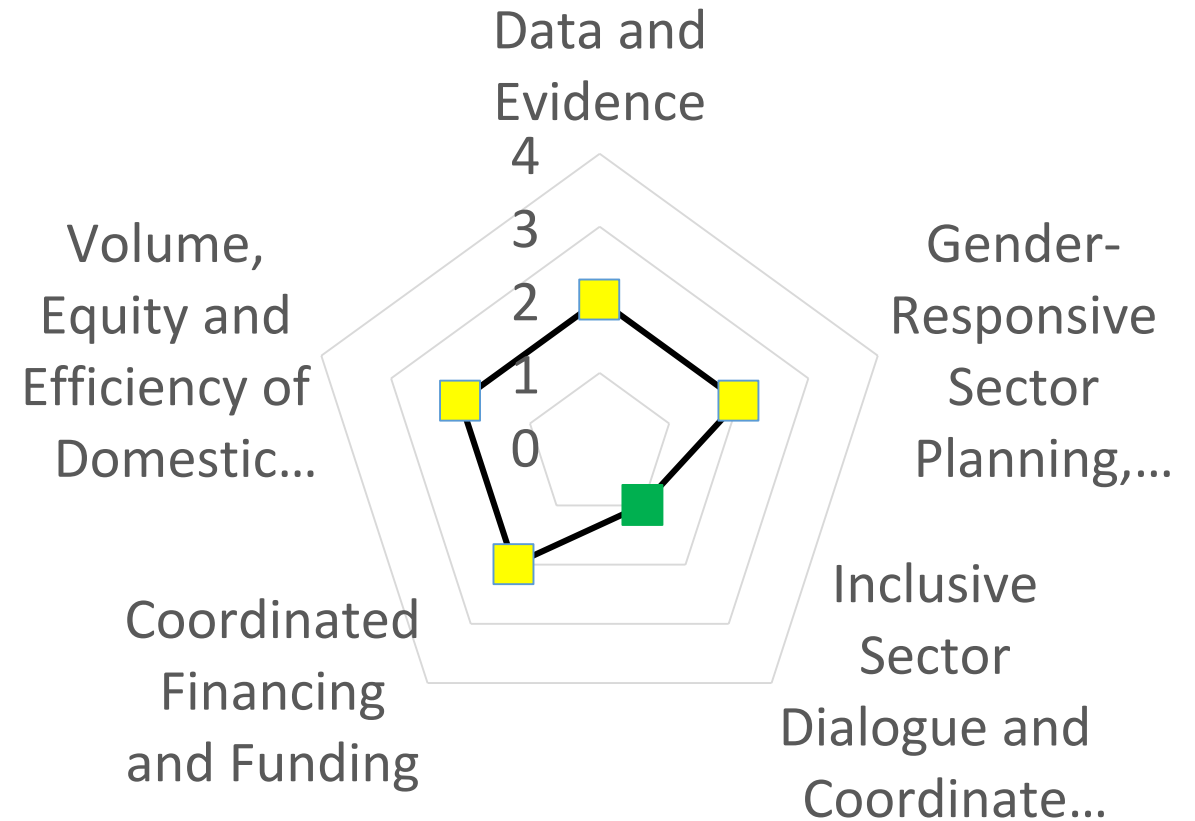 Data and
Evidence
4
3
2
1
0
Gender-
Responsive
Sector
Planning,...
Inclusive
Sector
Dialogue and
Coordinate...
Coordinated
Financing
and Funding
Volume,
Equity and
Efficiency of
Domestic...